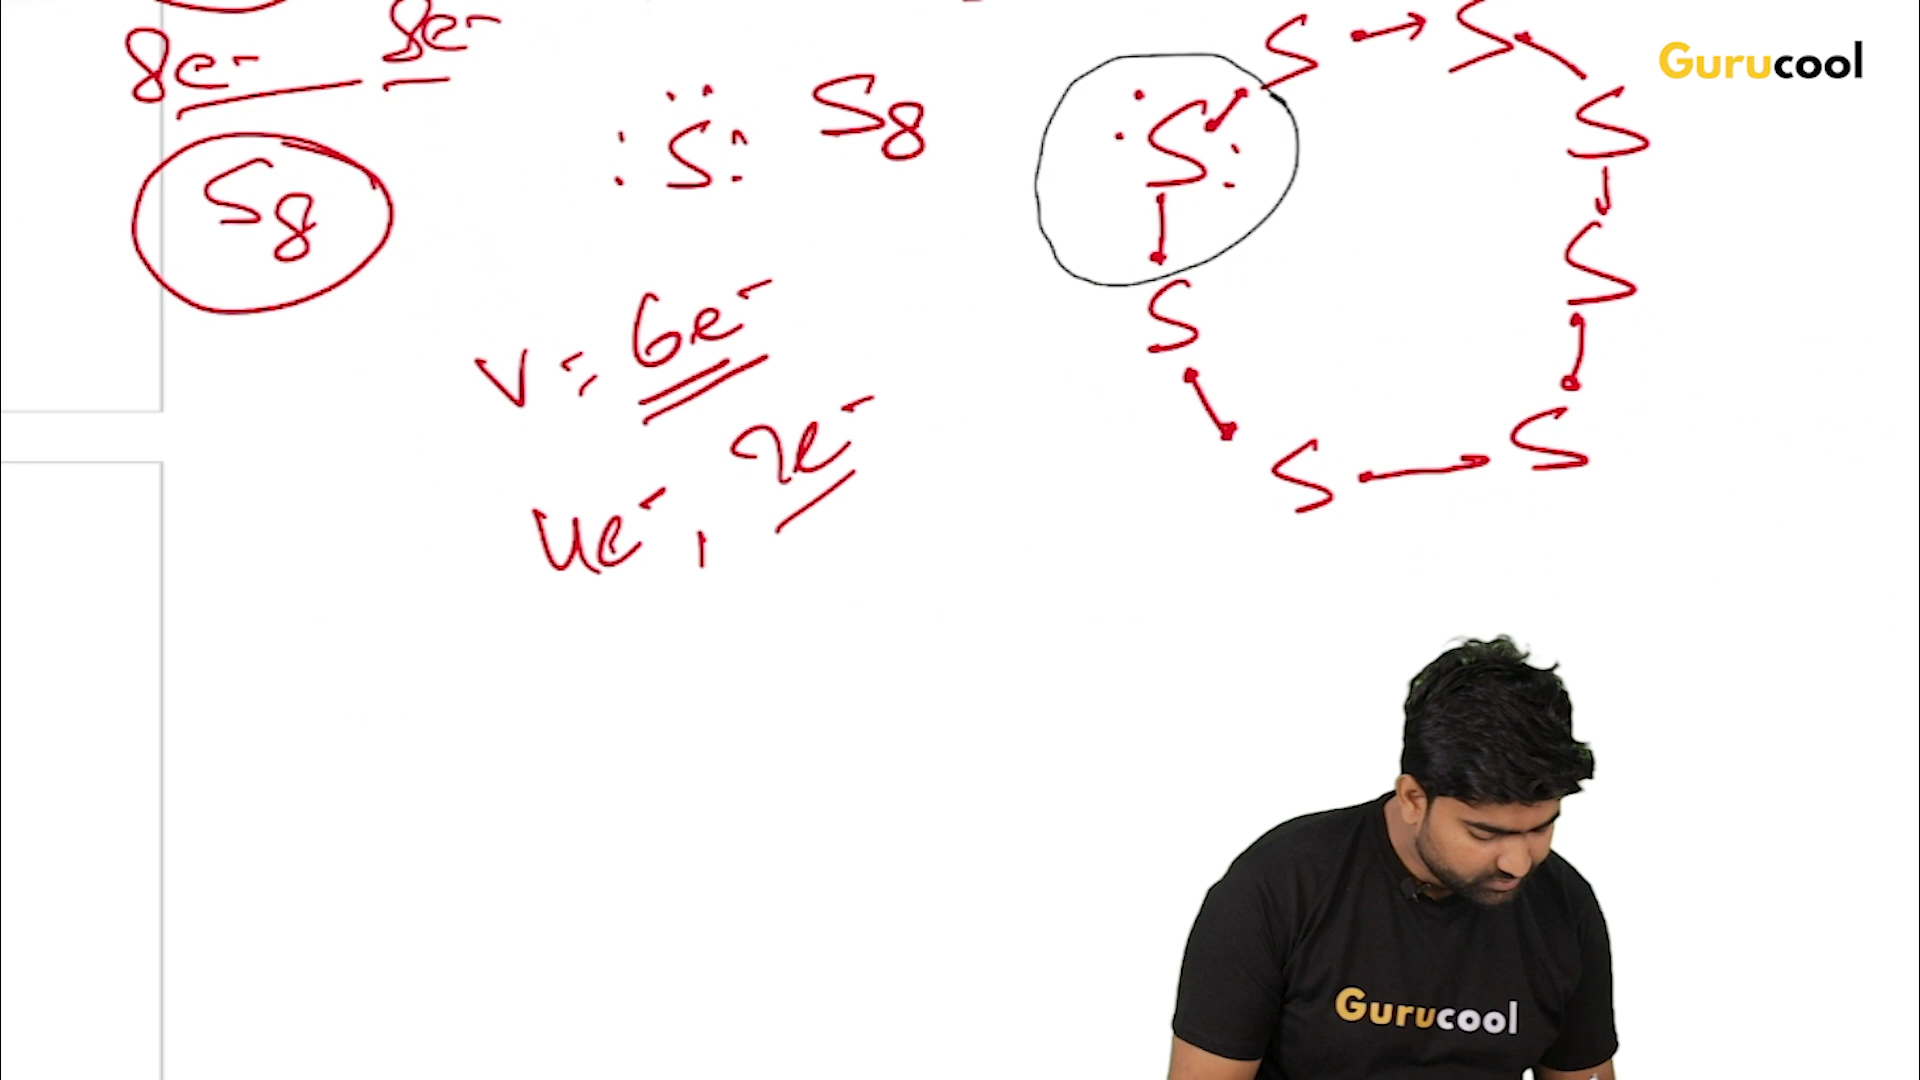 8e- 8e-
S8
:S: S8
V = 6e-
4e-, 2e-
S S
S S
S
S S
S S
Gurucool
Gurucool